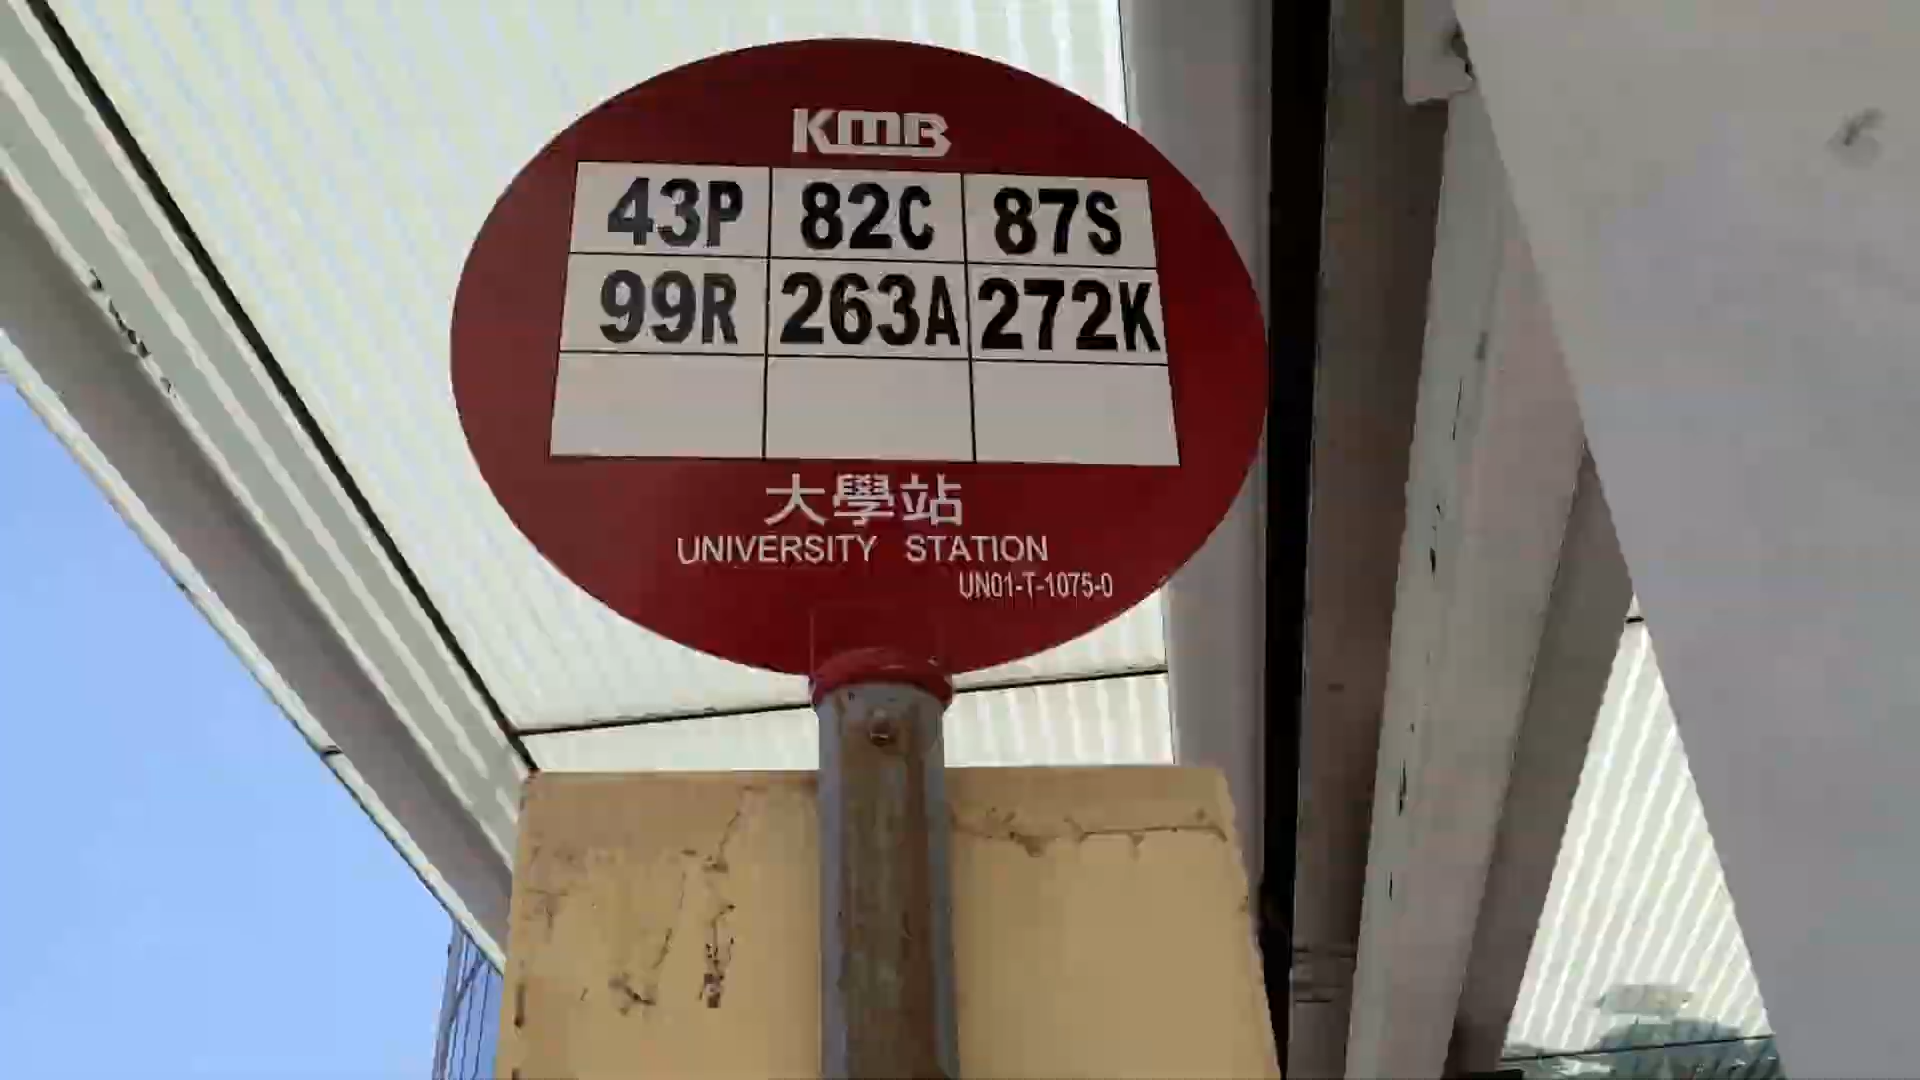 KMB
43P 82C 87S
99R 263A 272K
大學站
UNIVERSITY STATION
UN01-T-1075-0